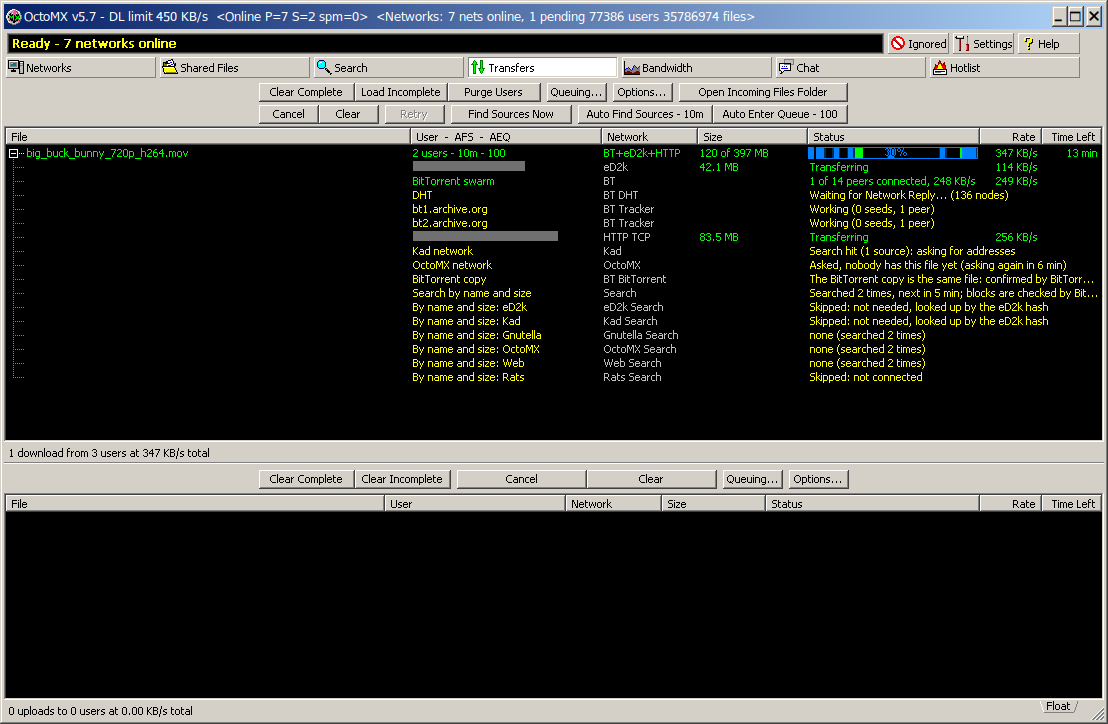 OctoMX v5.7 - DL limit 450 KB/s <Online P=7 S=2 spm=0> <Networks: 7 nets online, 1 pending 77386 users 35786974 files>
Ready - 7 networks online Ignored Settings Help
Networks Shared Files Search Transfers Bandwidth Chat Hotlist
Clear Complete Load Incomplete Purge Users Queuing... Options... Open Incoming Files Folder
Cancel Clear Retry Find Sources Now Auto Find Sources - 10m Auto Enter Queue - 100
File User - AFS - AEQ Network Size Status Rate Time Left
big_buck_bunny_720p_h264.mov 2 users - 10m - 100 BT+eD2k+HTTP 120 of 397 MB 30% 347 KB/s 13 min
eD2k 42.1 MB Transferring 114 KB/s
BitTorrent swarm BT 1 of 14 peers connected, 248 KB/s 249 KB/s
DHT BT DHT Waiting for Network Reply... (136 nodes)
bt1.archive.org BT Tracker Working (0 seeds, 1 peer)
bt2.archive.org BT Tracker Working (0 seeds, 1 peer)
HTTP TCP 83.5 MB Transferring 256 KB/s
Kad network Kad Search hit (1 source): asking for addresses
OctoMX network OctoMX Asked, nobody has this file yet (asking again in 6 min)
BitTorrent copy BT BitTorrent The BitTorrent copy is the same file: confirmed by BitTorr...
Search by name and size Search Searched 2 times, next in 5 min; blocks are checked by Bit...
By name and size: eD2k eD2k Search Skipped: not needed, looked up by the eD2k hash
By name and size: Kad Kad Search Skipped: not needed, looked up by the eD2k hash
By name and size: Gnutella Gnutella Search none (searched 2 times)
By name and size: OctoMX OctoMX Search none (searched 2 times)
By name and size: Web Web Search none (searched 2 times)
By name and size: Rats Rats Search Skipped: not connected
1 download from 3 users at 347 KB/s total
Clear Complete Clear Incomplete Cancel Clear Queuing... Options...
File User Network Size Status Rate Time Left
0 uploads to 0 users at 0.00 KB/s total Float